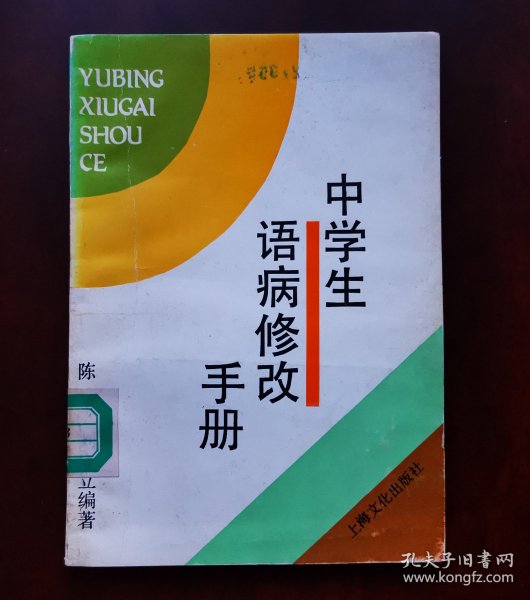 YUBING
XIUGAI
SHOU
CE
中学生
语病修改
手册
陈
立编著
上海文化出版社
孔夫子旧书网
www.kongfz.com